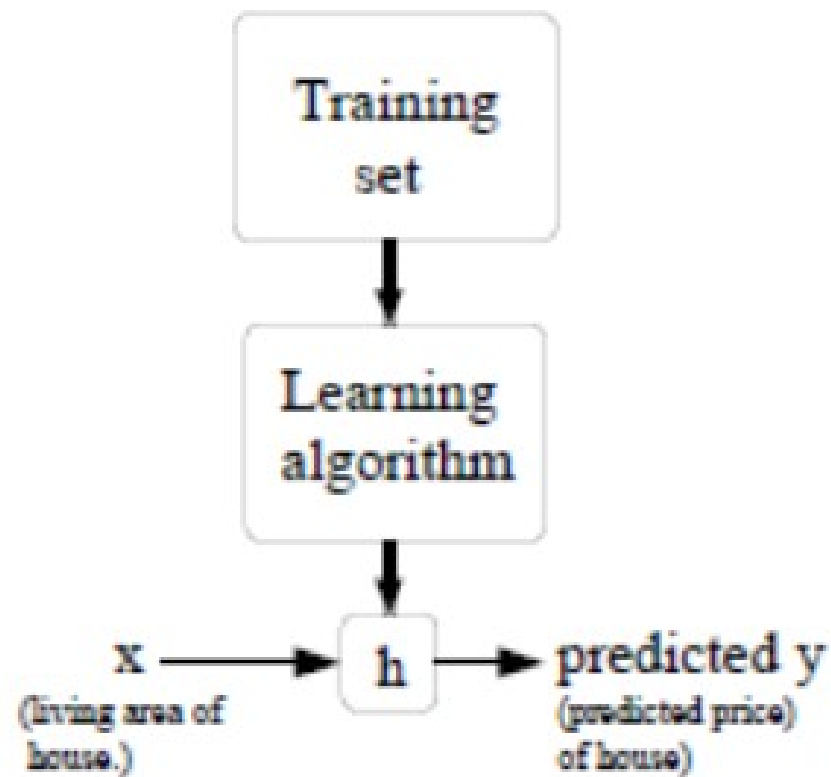 Training
set
Learning
algorithm
x
h
predicted y
(living area of
house.)
(predicted price)
of house)